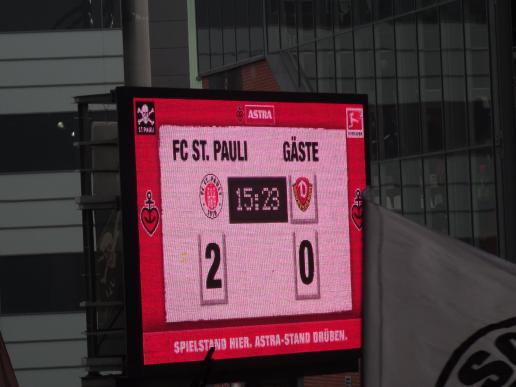 ST. PAULI
ASTRA
FC ST. PAULI GÄSTE
15:23
D
2 0
SPIELSTAND HIER. ASTRA-STAND DRÜBEN.